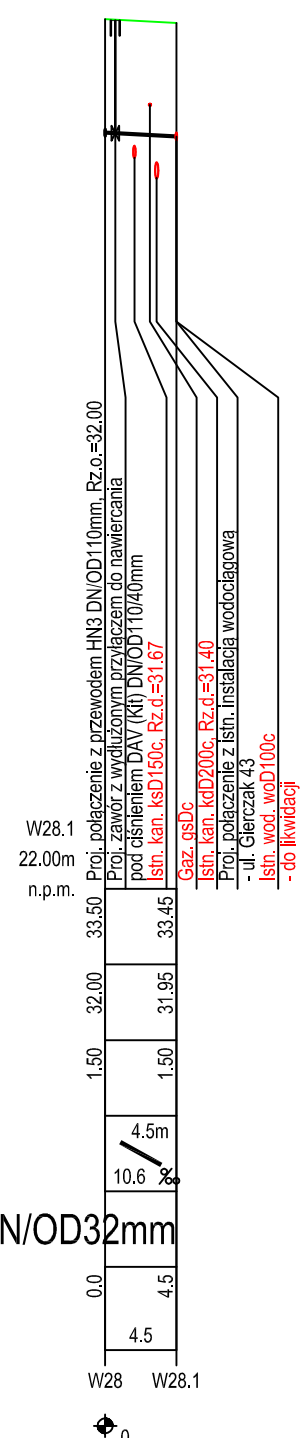 Proj. połączenie z przewodem HN3 DN/OD110mm, Rz.o.=32.00
Proj. zawór z wydłużonym przyłączem do nawiercania
pod ciśnieniem DAV (Kit) DN/OD110/40mm
Istn. kan. ksD150c, Rz.d.=31.67
Gaz. gsDc
Istn. kan. kdD200c, Rz.d.=31.40
Proj. połączenie z istn. instalacją wodociągową
- ul. Gierczak 43
Istn. wod. woD100c
- do likwidacji
W28.1
22.00m
n.p.m.
33.50 33.45
32.00 31.95
1.50 1.50
4.5m
10.6 ‰
N/OD32mm
0.0 4.5
4.5
W28 W28.1
0